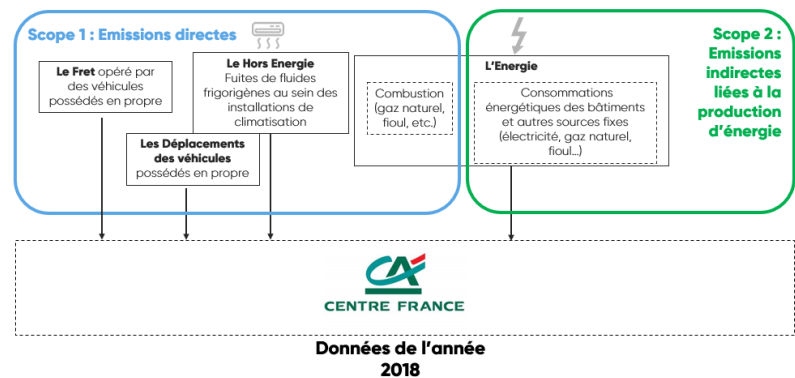 Scope 1 : Emissions directes
Le Fret opéré par
des véhicules
possédés en propre
Le Hors Energie
Fuites de fluides
frigorigènes au sein des
installations de
climatisation
Les Déplacements
des véhicules
possédés en propre
L'Energie
Combustion
(gaz naturel,
fioul, etc.)
Consommations
énergétiques des bâtiments
et autres sources fixes
(électricité, gaz naturel,
fioul...)
Scope 2 :
Emissions
indirectes
liées à la
production
d'énergie
CA
CENTRE FRANCE
Données de l'année
2018